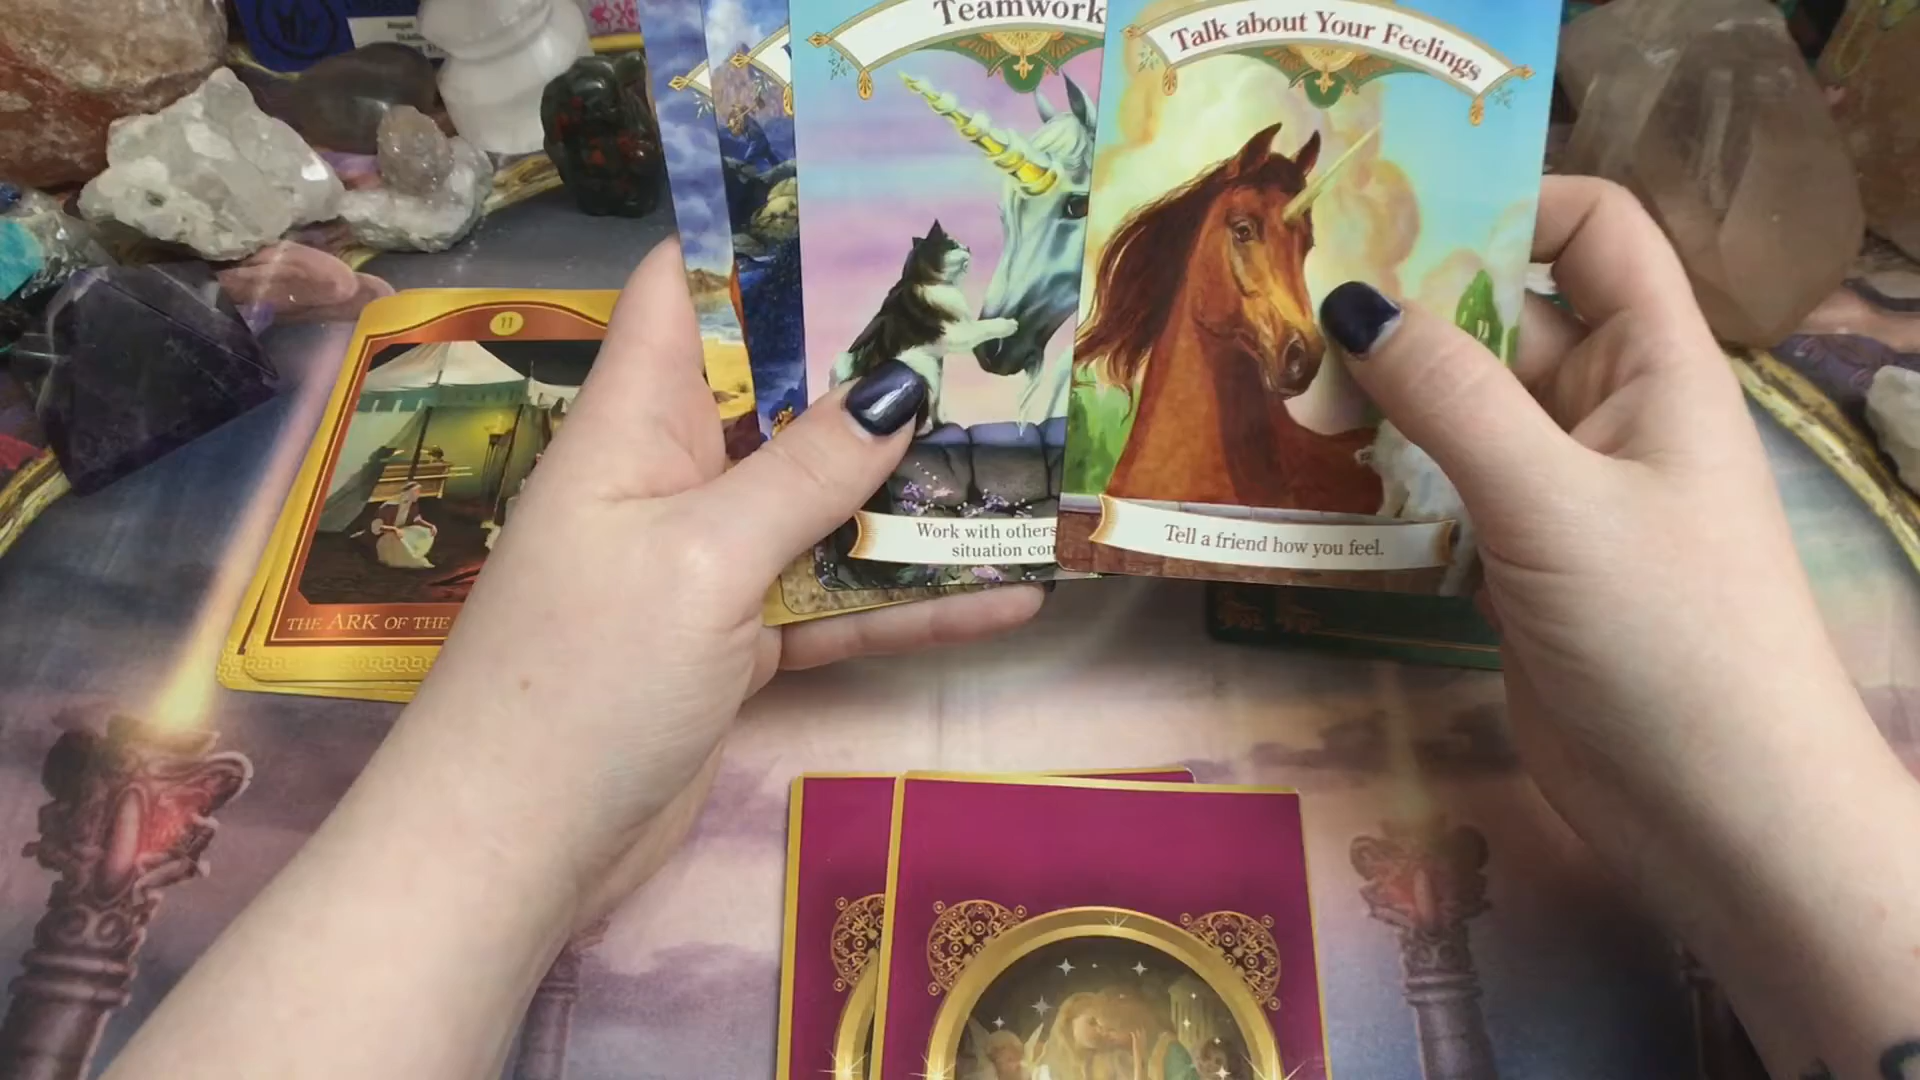 Teamwork
Talk about Your Feelings
11
Work with others
situation con
Tell a friend how you feel.
THE ARK OF THE